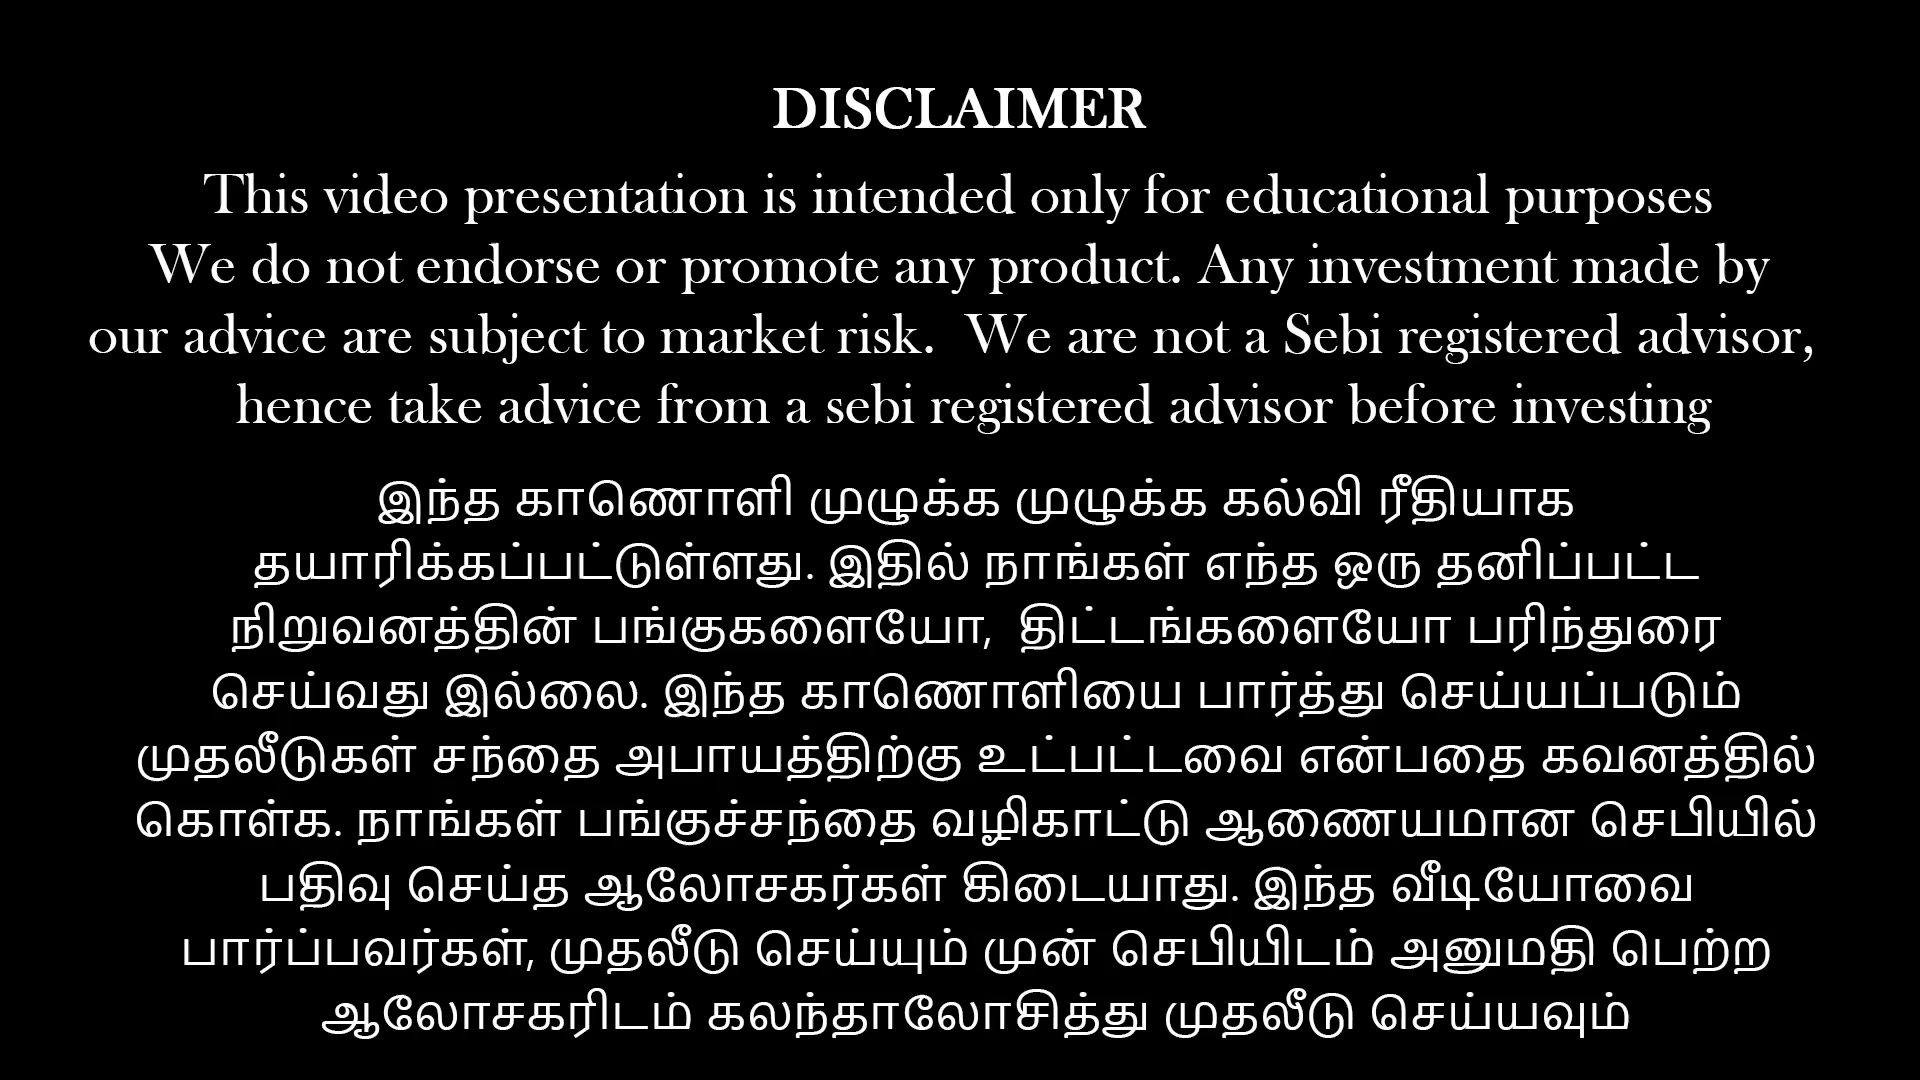 DISCLAIMER
This video presentation is intended only for educational purposes
We do not endorse or promote any product. Any investment made by
our advice are subject to market risk.  We are not a Sebi registered advisor,
hence take advice from a sebi registered advisor before investing
இந்த காணொளி முழுக்க முழுக்க கல்வி ரீதியாக
தயாரிக்கப்பட்டுள்ளது. இதில் நாங்கள் எந்த ஒரு தனிப்பட்ட
நிறுவனத்தின் பங்குகளையோ,  திட்டங்களையோ பரிந்துரை
செய்வது இல்லை. இந்த காணொளியை பார்த்து செய்யப்படும்
முதலீடுகள் சந்தை அபாயத்திற்கு உட்பட்டவை என்பதை கவனத்தில்
கொள்க. நாங்கள் பங்குச்சந்தை வழிகாட்டு ஆணையமான செபியில்
பதிவு செய்த ஆலோசகர்கள் கிடையாது. இந்த வீடியோவை
பார்ப்பவர்கள், முதலீடு செய்யும் முன் செபியிடம் அனுமதி பெற்ற
ஆலோசகரிடம் கலந்தாலோசித்து முதலீடு செய்யவும்